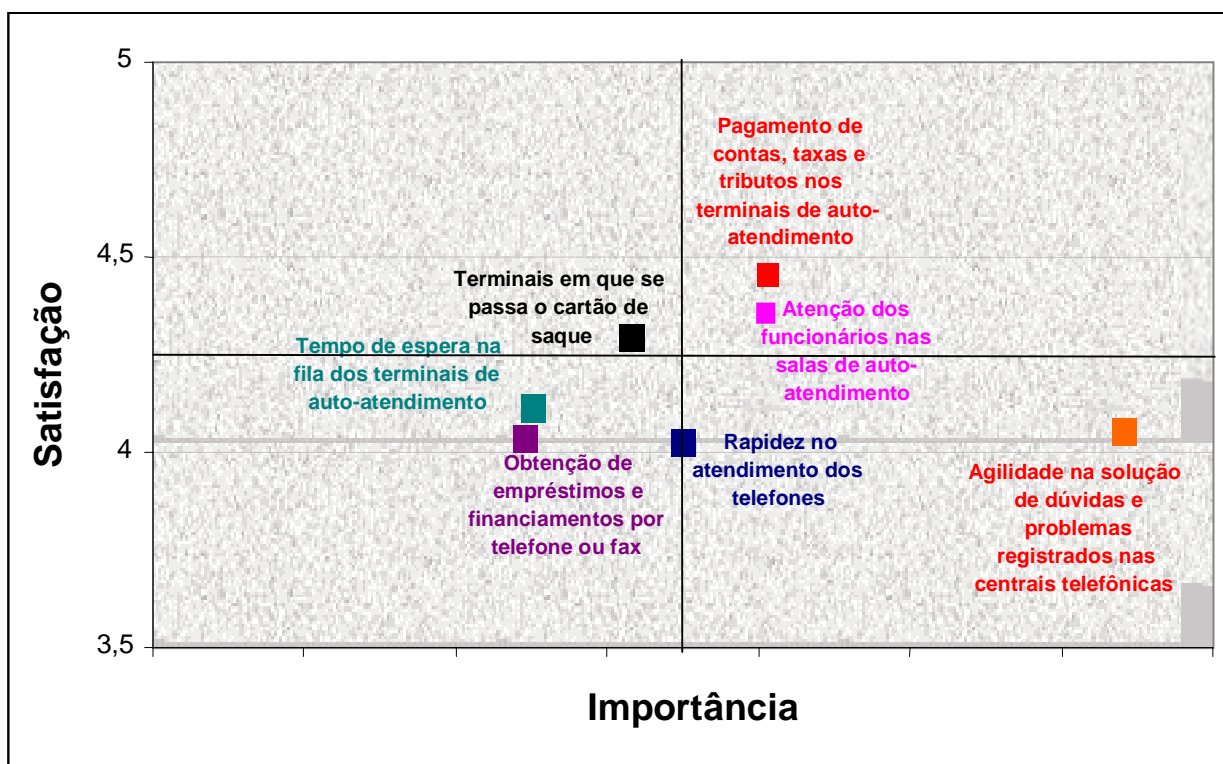 5
Pagamento de
contas, taxas e
tributos nos
terminais de auto-
atendimento
4,5
Terminais em que se
passa o cartão de
saque
Atenção dos
funcionários nas
salas de auto-
atendimento
Tempo de espera na
fila dos terminais de
auto-atendimento
Satisfação
4
Obtenção de
empréstimos e
financiamentos por
telefone ou fax
Rapidez no
atendimento dos
telefones
Agilidade na solução
de dúvidas e
problemas
registrados nas
centrais telefônicas
3,5
Importância